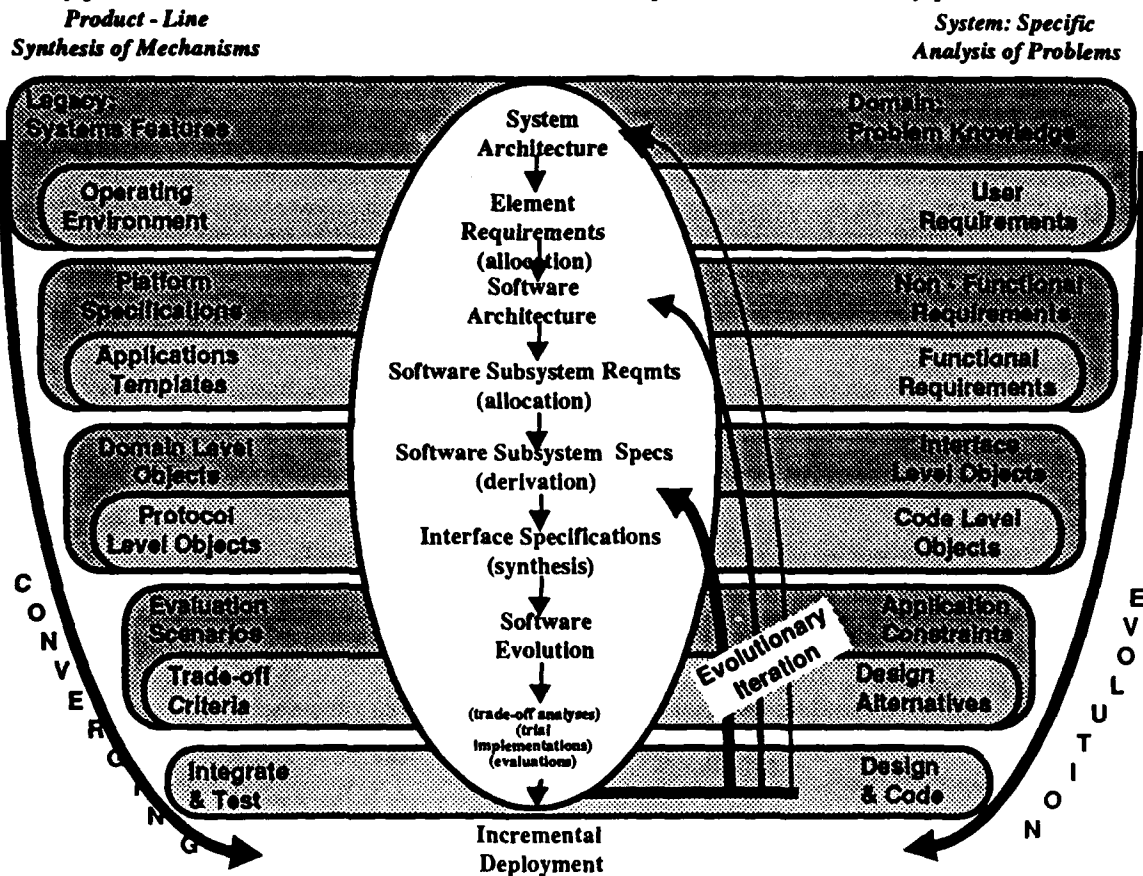 Product - Line
Synthesis of Mechanisms
System: Specific
Analysis of Problems
Legacy:
Systems Features
Domain:
Problem Knowledge
Operating
Environment
User
Requirements
Platform
Specifications
Non - Functional
Requirements
Applications
Templates
Functional
Requirements
Domain Level
Objects
Interface
Level Objects
Protocol
Level Objects
Code Level
Objects
Evaluation
Scenarios
Application
Constraints
Trade-off
Criteria
Design
Alternatives
Integrate
& Test
Design
& Code
System
Architecture
Element
Requirements
(allocation)
Software
Architecture
Software Subsystem Reqmts
(allocation)
Software Subsystem Specs
(derivation)
Interface Specifications
(synthesis)
Software
Evolution
(trade-off analyses)
(trial
implementations)
(evaluations)
Incremental
Deployment
Evolutionary
Iteration
CONVERGING
EVOLUTION